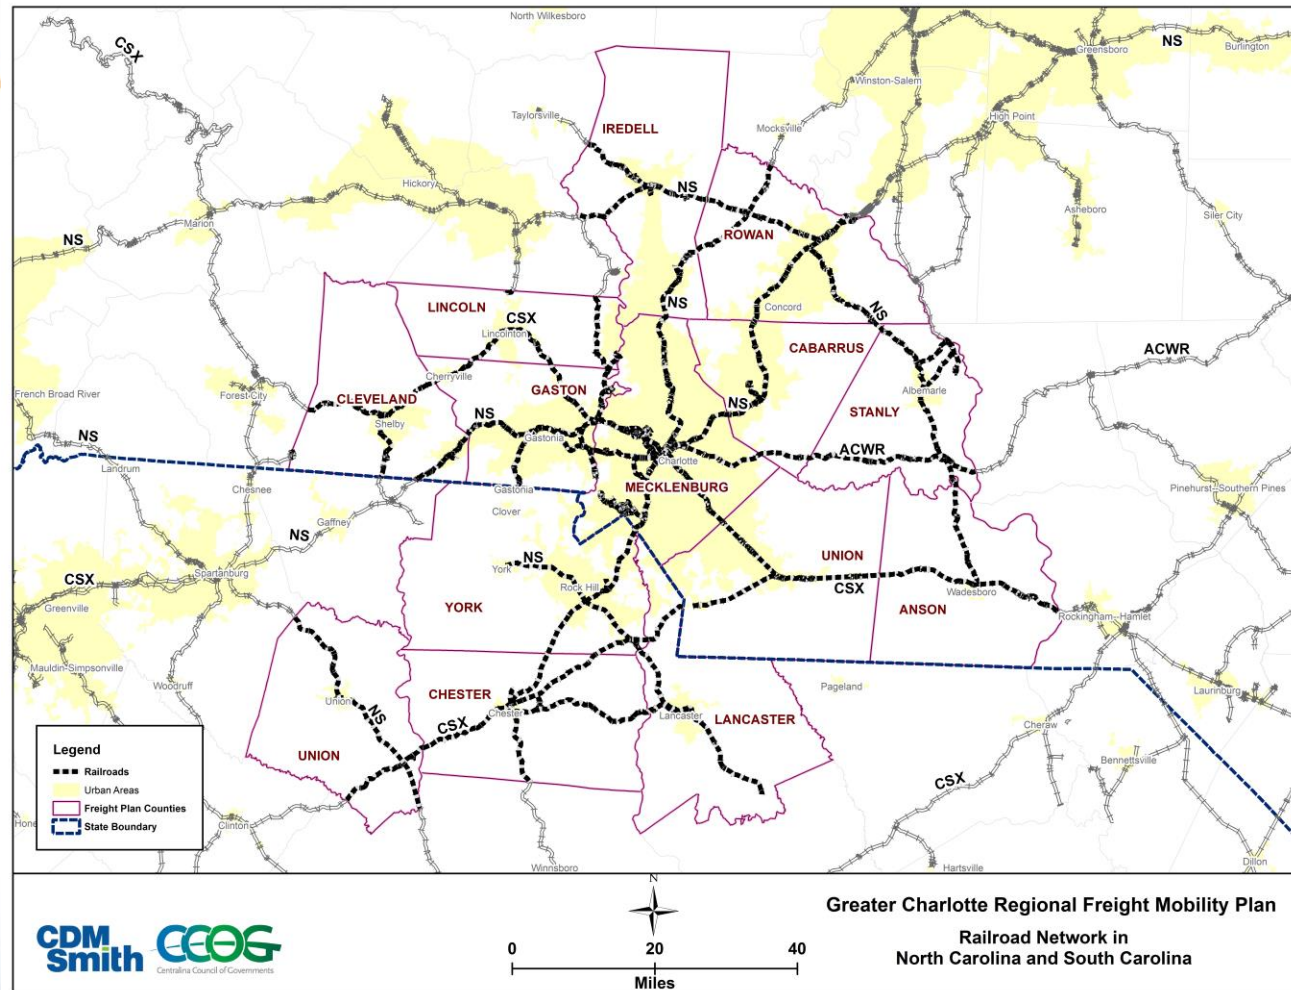 North Wilkesboro
CSX
Greensboro
NS
Burlington
Winston-Salem
Taylorsville
IREDELL
Mocksville
High Point
Hickory
NS
Asheboro
Siler City
Marion
NS
ROWAN
LINCOLN
CSX
Lincolnton
NS
Concord
NS
CABARRUS
ACWR
Cherryville
GASTON
Albemarle
French Broad River
Forest City
CLEVELAND
Shelby
NS
NS
STANLY
NS
Gastonia
Charlotte
ACWR
Landrum
MECKLENBURG
Chesnee
Gastonia
Clover
Pinehurst--Southern Pines
Gaffney
NS
UNION
CSX
Spartanburg
NS
York
Rock Hill
CSX
Wadesboro
Greenville
YORK
ANSON
Rockingham--Hamlet
Mauldin-Simpsonville
Woodruff
Union
NS
CHESTER
Chester
CSX
Lancaster
LANCASTER
Pageland
Laurinburg
Cheraw
UNION
Bennettsville
CSX
Clinton
Winnsboro
Hartsville
Dillon
Hone
Legend
Railroads
Urban Areas
Freight Plan Counties
State Boundary
N
0 20 40
Miles
CDM
Smith
CCOG
Centralina Council of Governments
Greater Charlotte Regional Freight Mobility Plan
Railroad Network in
North Carolina and South Carolina